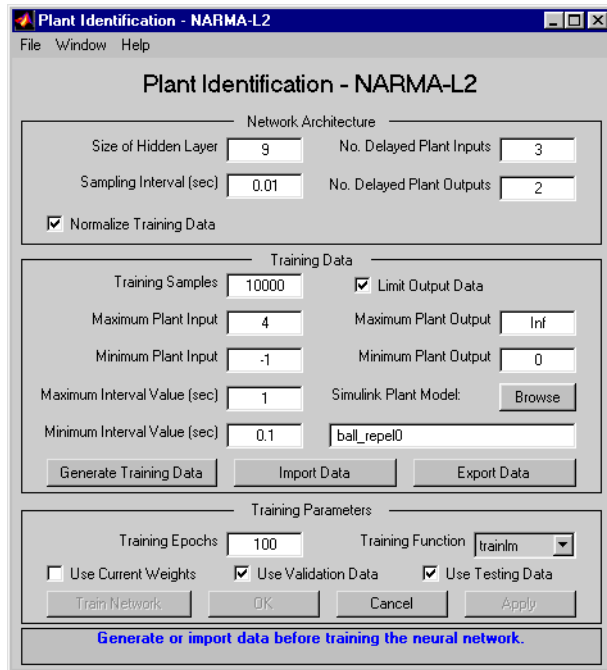 Plant Identification - NARMA-L2
File Window Help
Plant Identification - NARMA-L2
Network Architecture
Size of Hidden Layer 9 No. Delayed Plant Inputs 3
Sampling Interval (sec) 0.01 No. Delayed Plant Outputs 2
Normalize Training Data
Training Data
Training Samples 10000 Limit Output Data
Maximum Plant Input 4 Maximum Plant Output Inf
Minimum Plant Input -1 Minimum Plant Output 0
Maximum Interval Value (sec) 1 Simulink Plant Model: Browse
Minimum Interval Value (sec) 0.1 ball_repel0
Generate Training Data Import Data Export Data
Training Parameters
Training Epochs 100 Training Function trainlm
Use Current Weights Use Validation Data Use Testing Data
Train Network OK Cancel Apply
Generate or import data before training the neural network.